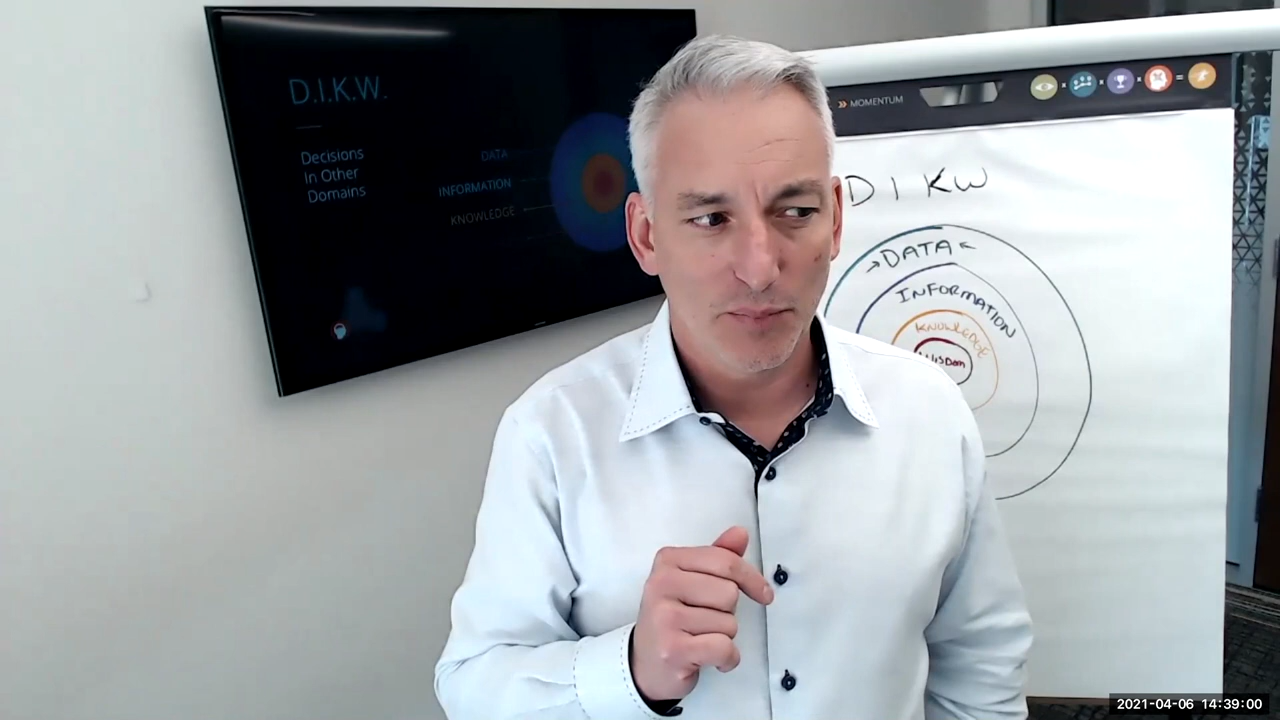 D.I.K.W.
Decisions
In Other
Domains
DATA
INFORMATION
KNOWLEDGE
MOMENTUM
D I K W
DATA
INFORMATION
KNOWLEDGE
WISDOM
2021-04-06 14:39:00